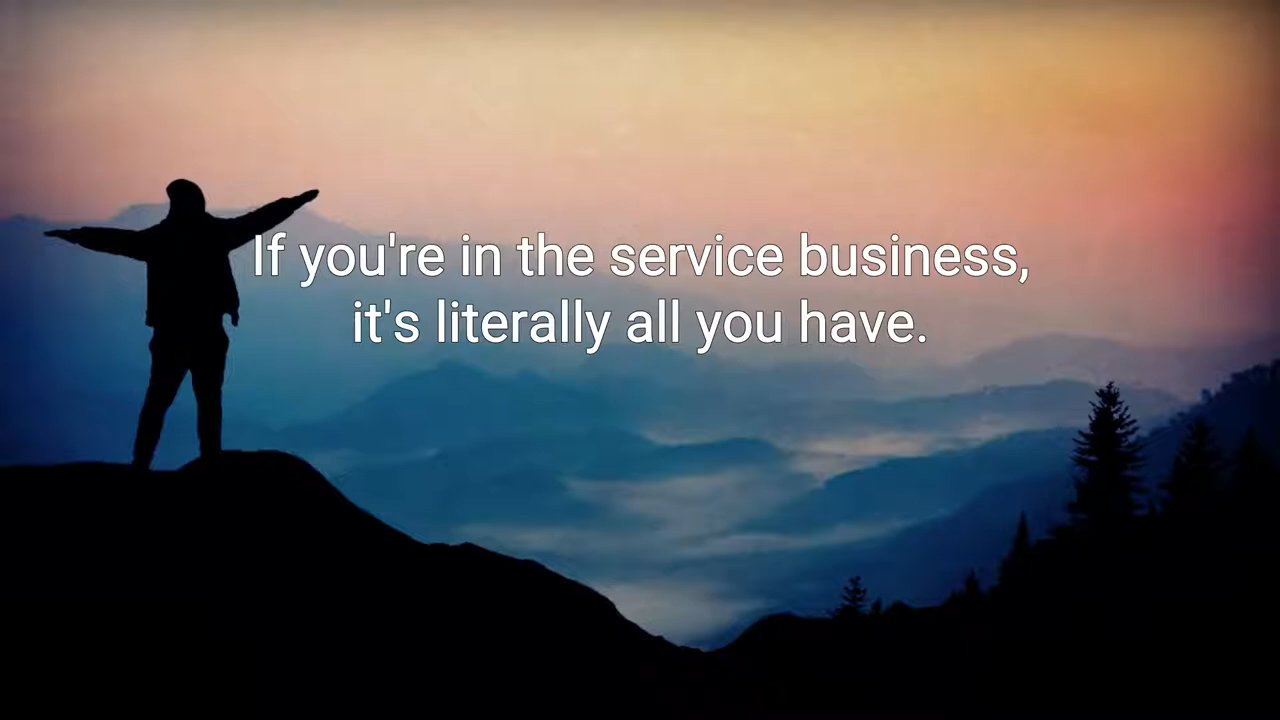 If you're in the service business,
it's literally all you have.